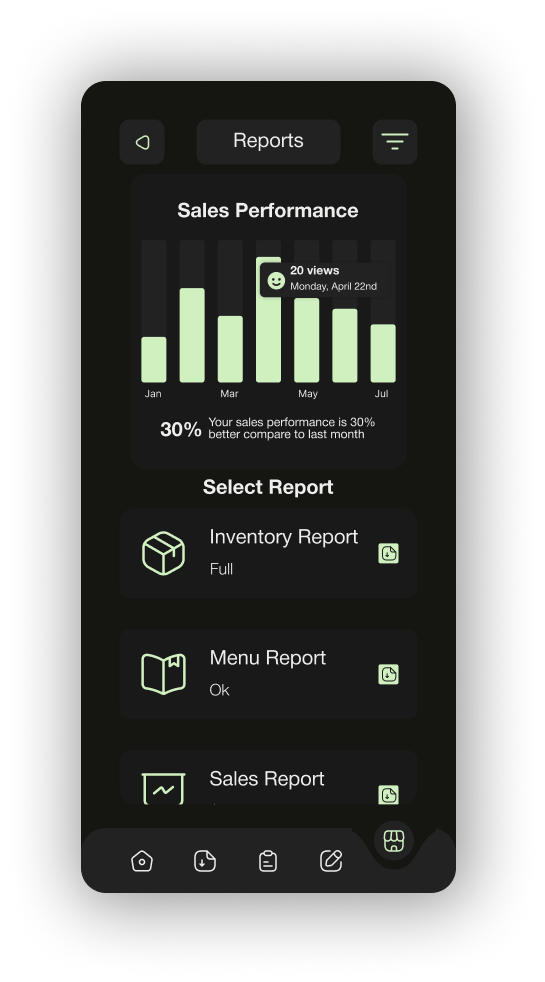 Reports
Sales Performance
20 views
Monday, April 22nd
Jan Mar May Jul
30%
Your sales performance is 30%
better compare to last month
Select Report
Inventory Report
Full
Menu Report
Ok
Sales Report